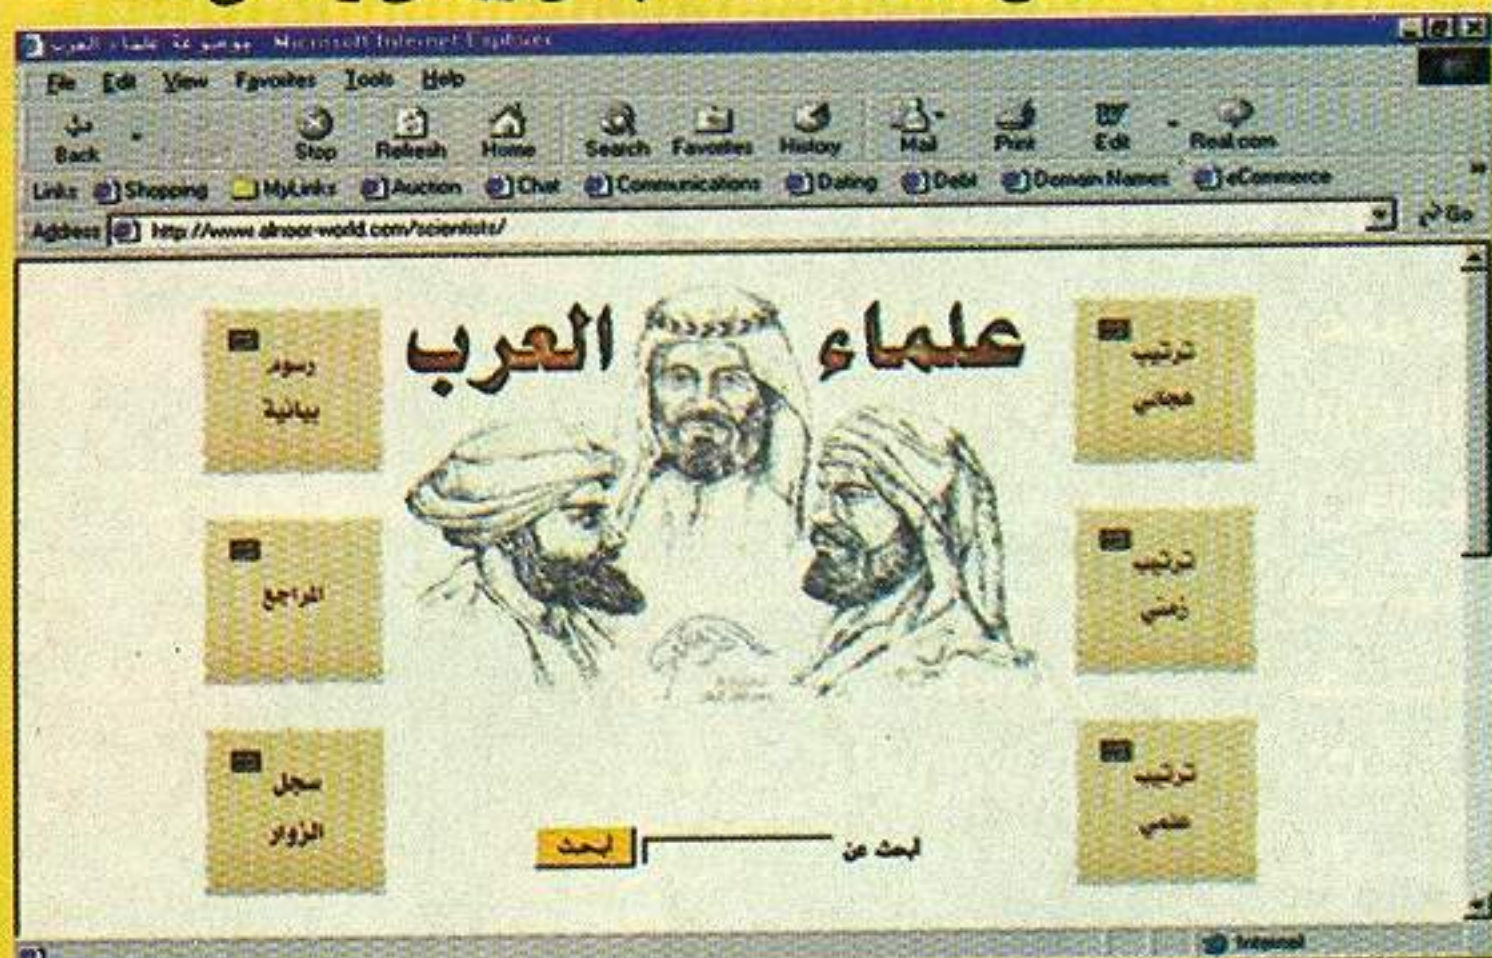 موسوعة علماء العرب - Microsoft Internet Explorer
File Edit View Favorites Tools Help
Back Stop Refresh Home Search Favorites History Mail Print Edit Real.com
Links Shopping MyLinks Auction Chat Communications Dating Debt Domain Names eCommerce
Address http://www.alnoor-world.com/scientists/ Go
علماء العرب
ترتيب
هجائي
رسوم
بيانية
ترتيب
زمني
المراجع
ترتيب
علمي
سجل
الزوار
أبحث عن أبحث
Internet